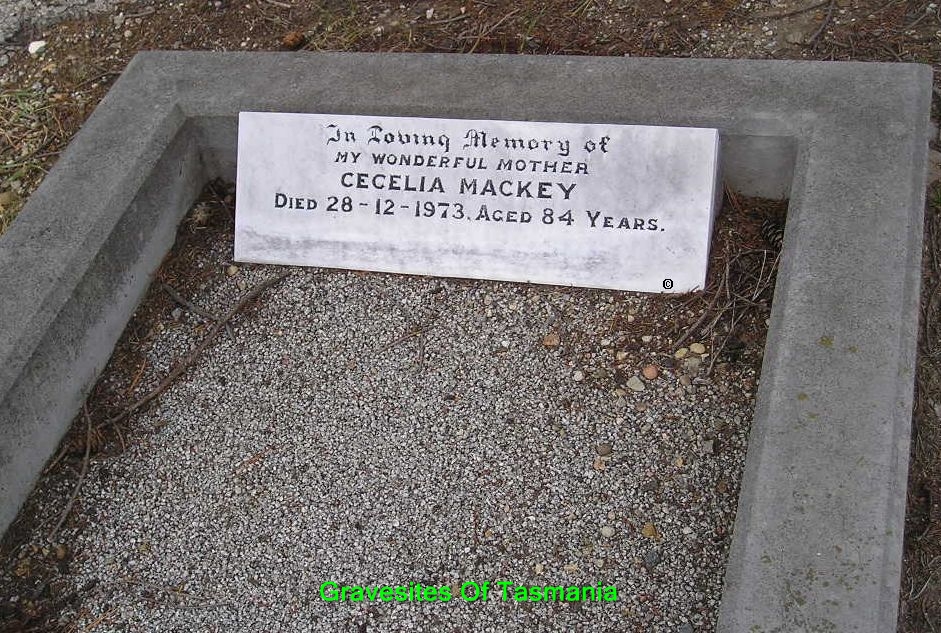 In Loving Memory of
MY WONDERFUL MOTHER
CECELIA MACKEY
DIED 28-12-1973. AGED 84 YEARS.
©
Gravesites Of Tasmania